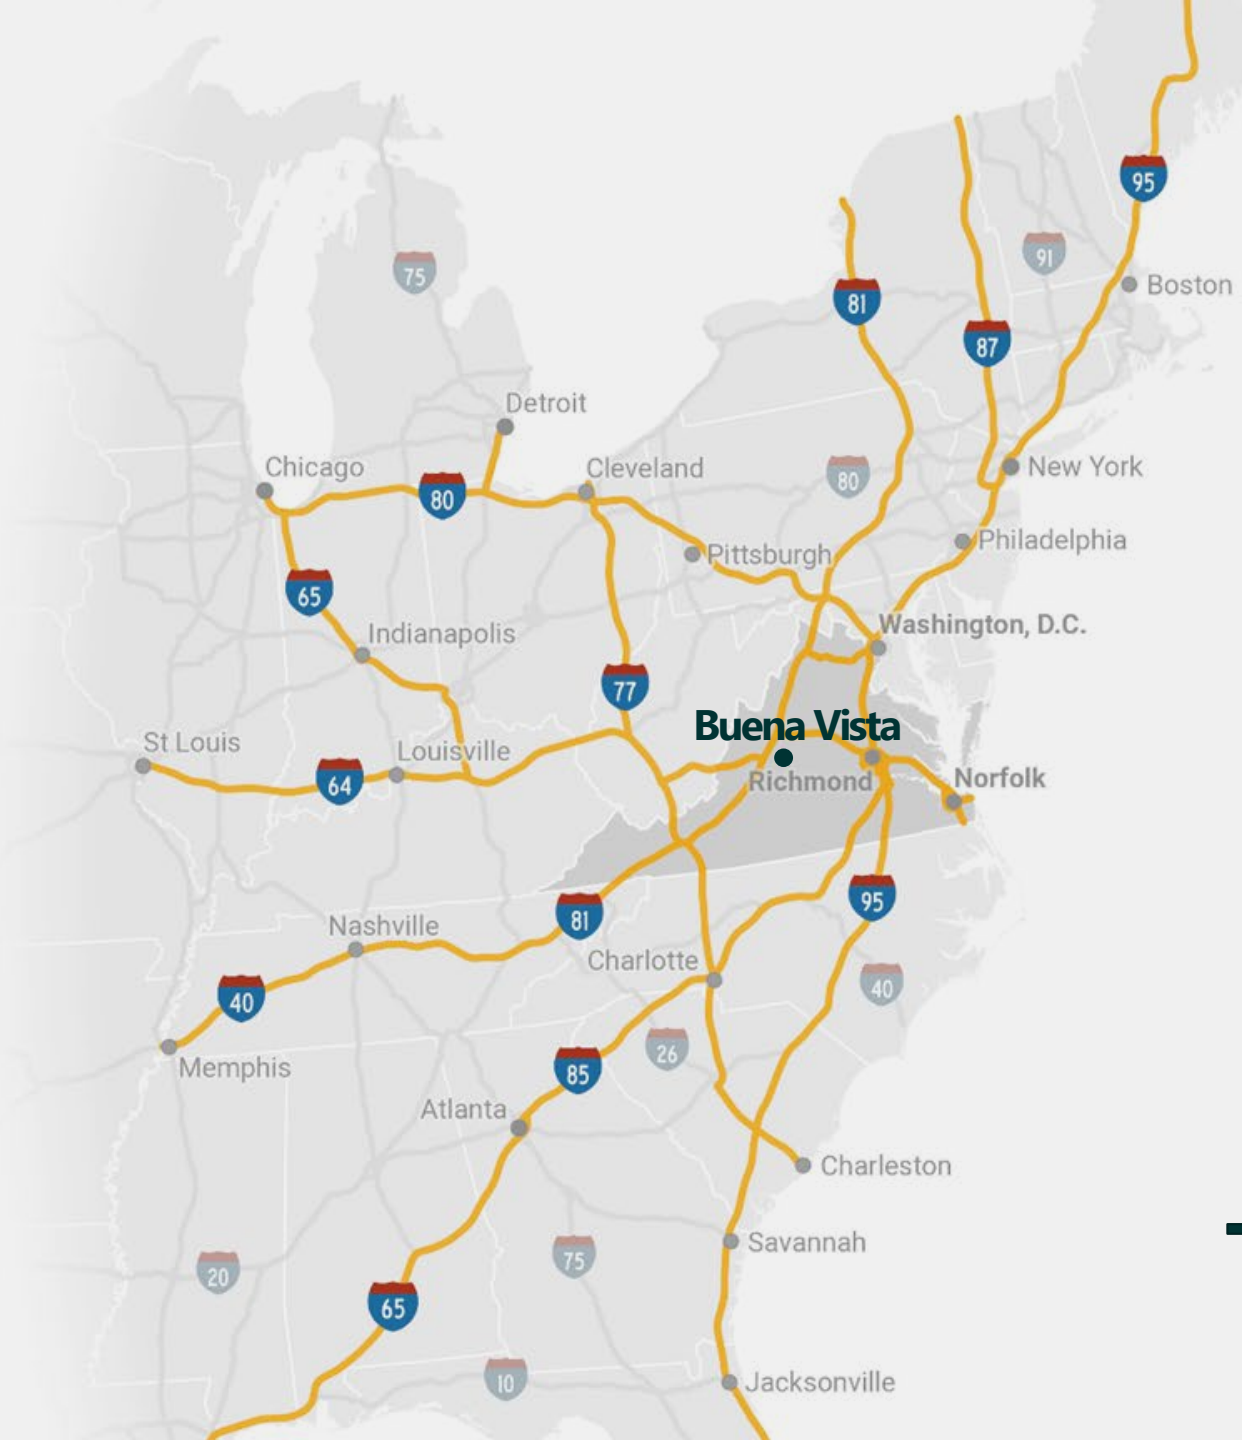 95
91
75
81
Boston
87
Detroit
Chicago
Cleveland
New York
80
80
Pittsburgh
Philadelphia
65
Indianapolis
Washington, D.C.
77
Buena Vista
St Louis
Louisville
64
Richmond
Norfolk
95
81
Nashville
Charlotte
40
40
26
Memphis
85
Atlanta
Charleston
Savannah
75
20
65
10
Jacksonville